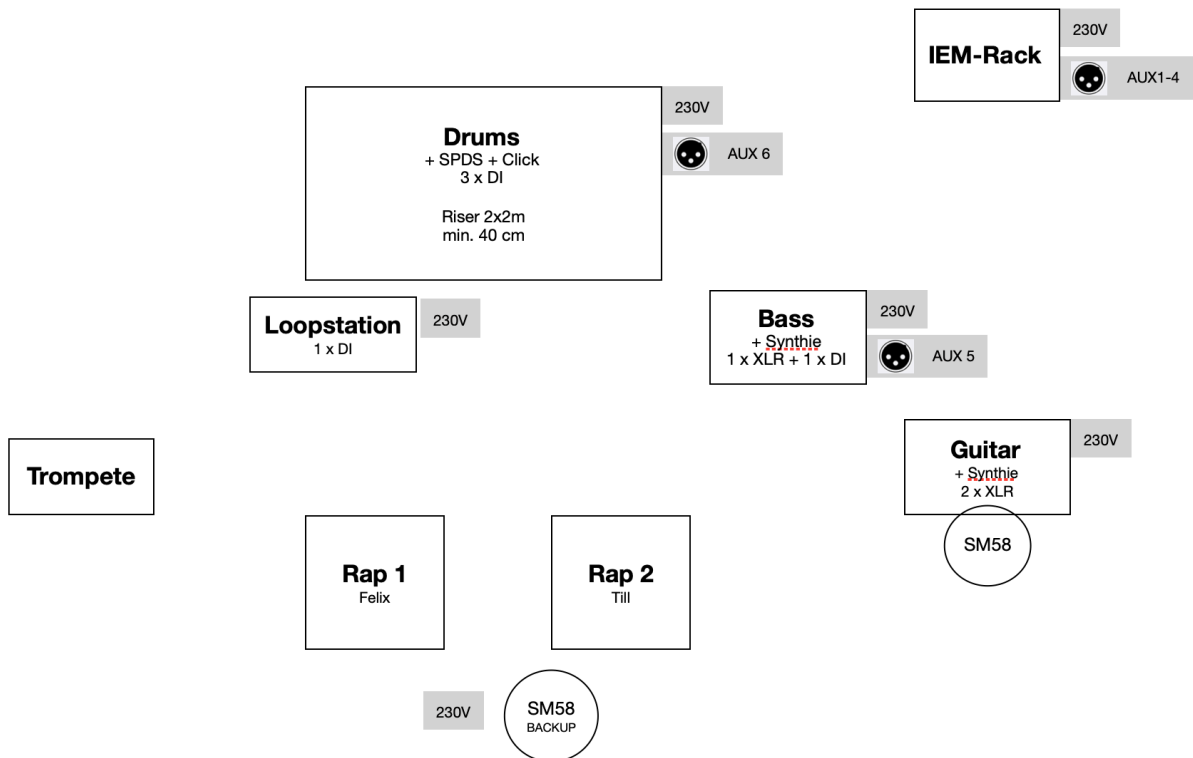 IEM-Rack
230V
AUX1-4
Drums
+ SPDS + Click
3 x DI
Riser 2x2m
min. 40 cm
230V
AUX 6
Loopstation
1 x DI
230V
Bass
+ Synthie
1 x XLR + 1 x DI
230V
AUX 5
Trompete
Guitar
+ Synthie
2 x XLR
230V
SM58
Rap 1
Felix
Rap 2
Till
230V
SM58
BACKUP